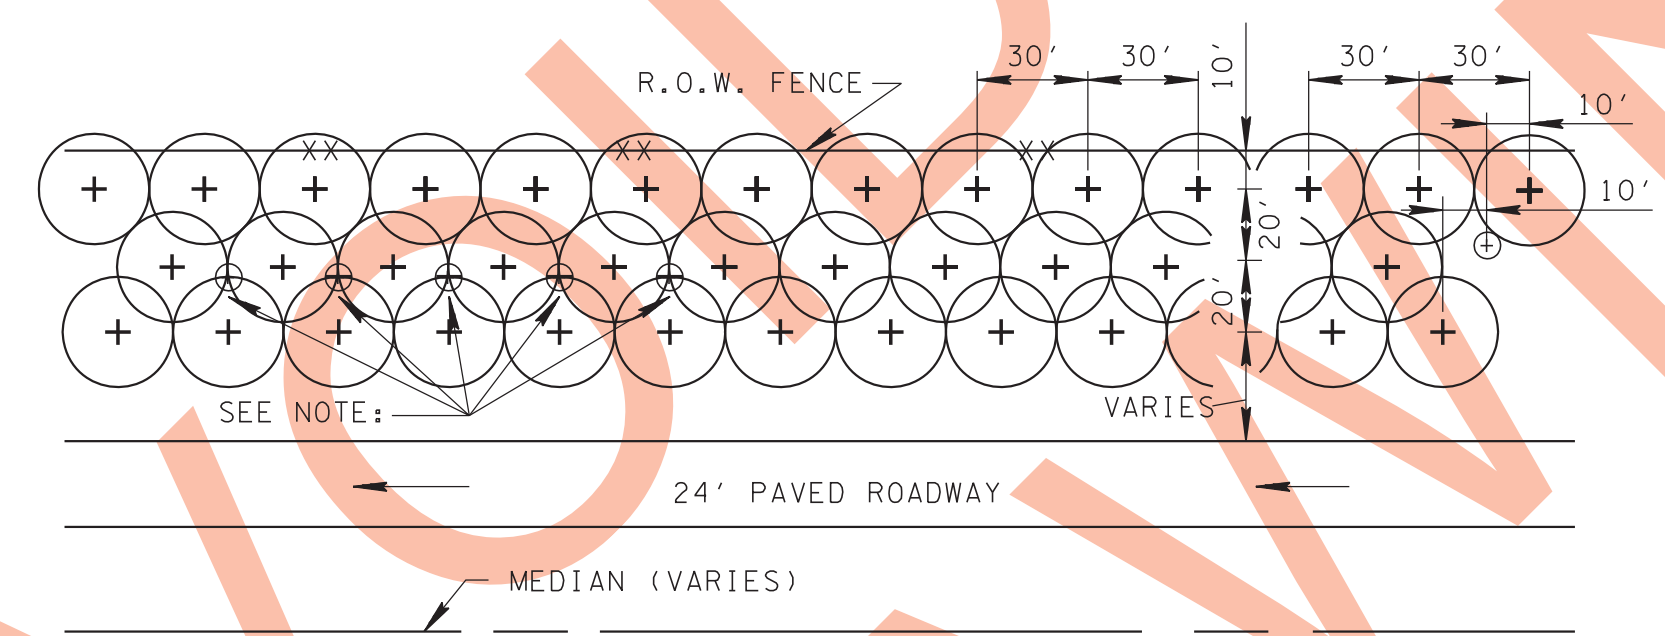 30' 30' 10' 30' 30'
R.O.W. FENCE
10'
XX XX XX
10'
20'
20'
SEE NOTE:
VARIES
24' PAVED ROADWAY
MEDIAN (VARIES)